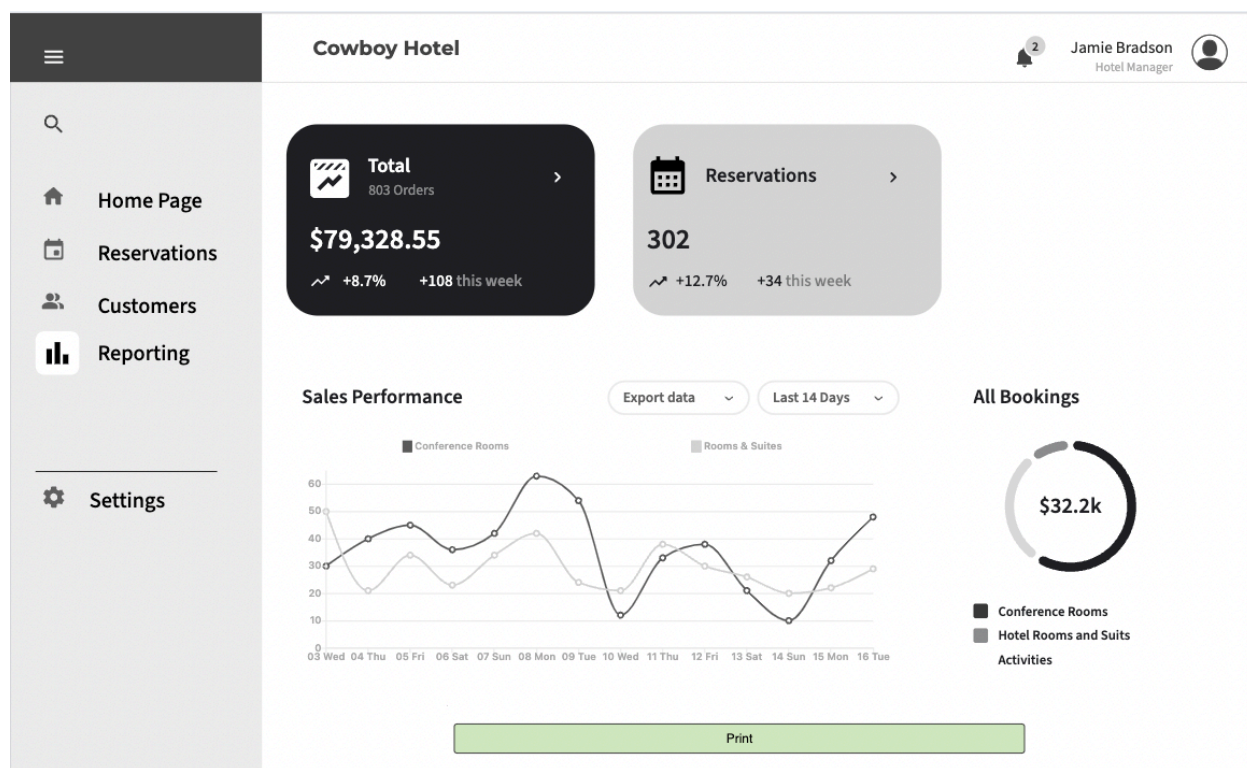 Cowboy Hotel
2
Jamie Bradson
Hotel Manager
Home Page
Reservations
Customers
Reporting
Settings
Total
803 Orders
$79,328.55
+8.7% +108 this week
Reservations
302
+12.7% +34 this week
Sales Performance
Export data
Last 14 Days
Conference Rooms
Rooms & Suites
60
50
40
30
20
10
0
03 Wed 04 Thu 05 Fri 06 Sat 07 Sun 08 Mon 09 Tue 10 Wed 11 Thu 12 Fri 13 Sat 14 Sun 15 Mon 16 Tue
All Bookings
$32.2k
Conference Rooms
Hotel Rooms and Suits
Activities
Print